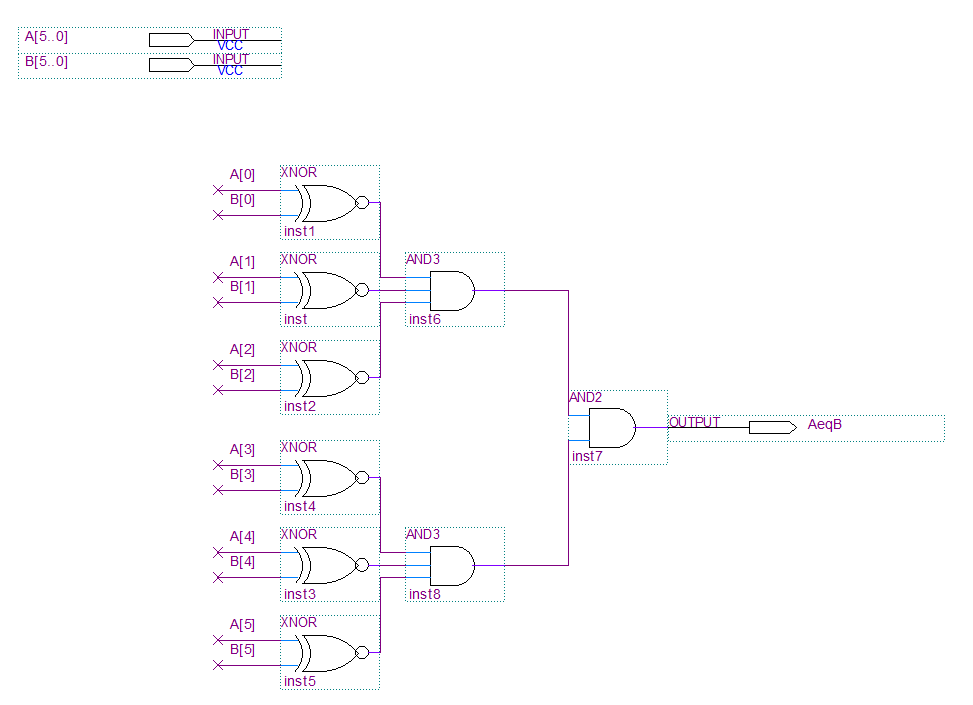 A[5..0] INPUT
VCC
B[5..0] INPUT
VCC
XNOR
A[0]
B[0]
inst1
XNOR
A[1]
B[1]
inst
AND3
inst6
XNOR
A[2]
B[2]
inst2
AND2
inst7
OUTPUT AeqB
XNOR
A[3]
B[3]
inst4
XNOR
A[4]
B[4]
inst3
AND3
inst8
XNOR
A[5]
B[5]
inst5